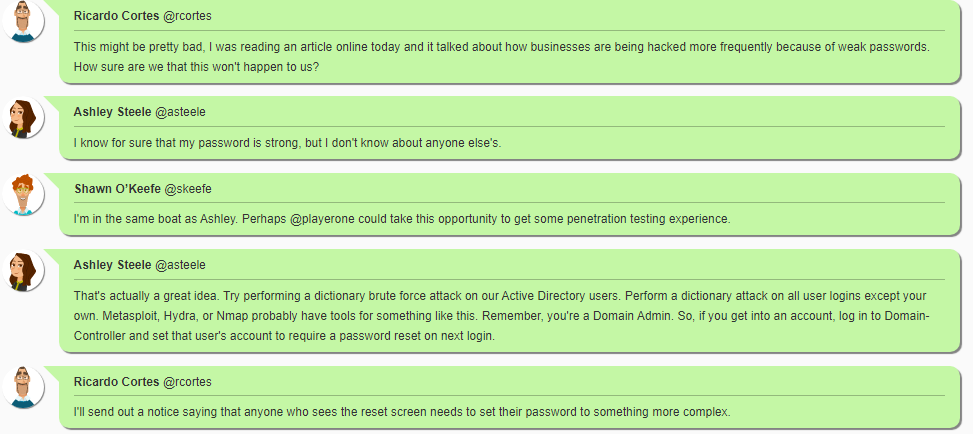 Ricardo Cortes @rcortes
This might be pretty bad, I was reading an article online today and it talked about how businesses are being hacked more frequently because of weak passwords.
How sure are we that this won't happen to us?
Ashley Steele @asteele
I know for sure that my password is strong, but I don't know about anyone else's.
Shawn O'Keefe @skeefe
I'm in the same boat as Ashley. Perhaps @playerone could take this opportunity to get some penetration testing experience.
Ashley Steele @asteele
That's actually a great idea. Try performing a dictionary brute force attack on our Active Directory users. Perform a dictionary attack on all user logins except your
own. Metasploit, Hydra, or Nmap probably have tools for something like this. Remember, you're a Domain Admin. So, if you get into an account, log in to Domain-
Controller and set that user's account to require a password reset on next login.
Ricardo Cortes @rcortes
I'll send out a notice saying that anyone who sees the reset screen needs to set their password to something more complex.